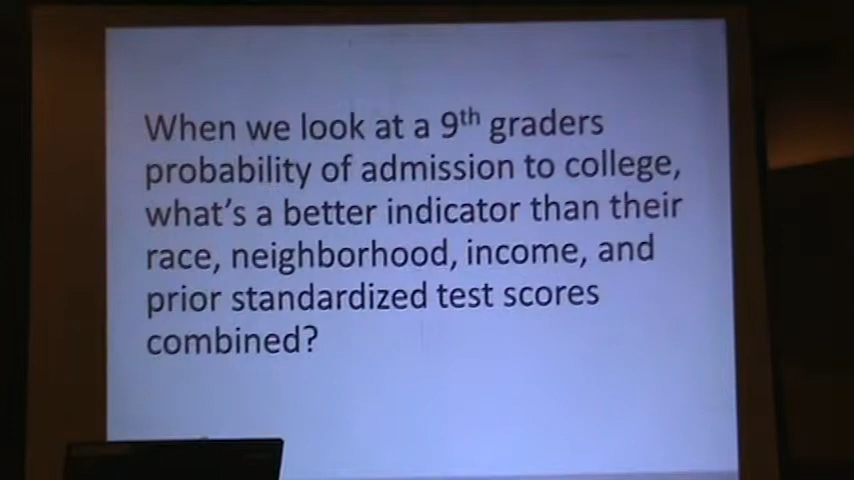 When we look at a 9th graders
probability of admission to college,
what's a better indicator than their
race, neighborhood, income, and
prior standardized test scores
combined?